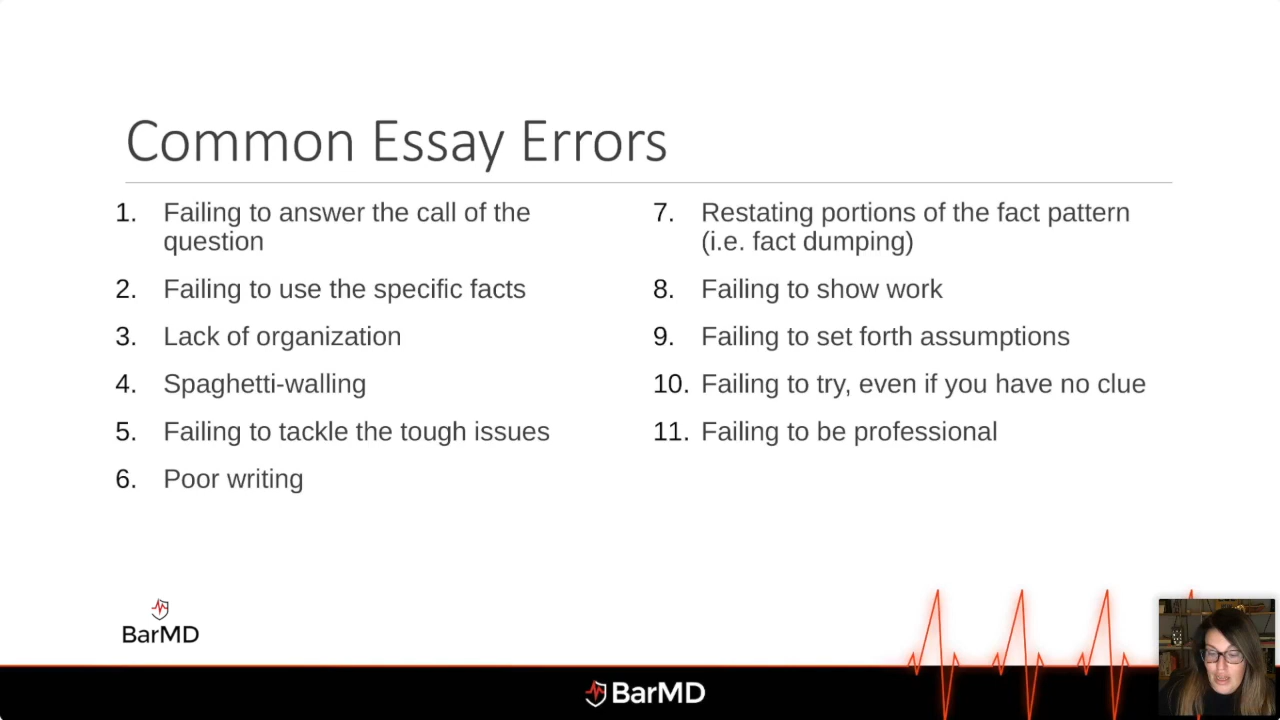 Common Essay Errors
1. Failing to answer the call of the
question
2. Failing to use the specific facts
3. Lack of organization
4. Spaghetti-walling
5. Failing to tackle the tough issues
6. Poor writing
7. Restating portions of the fact pattern
(i.e. fact dumping)
8. Failing to show work
9. Failing to set forth assumptions
10. Failing to try, even if you have no clue
11. Failing to be professional
BarMD
BarMD